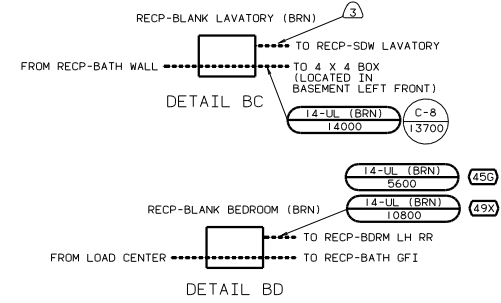 RECP-BLANK LAVATORY (BRN)
3
TO RECP-SDW LAVATORY
FROM RECP-BATH WALL
TO 4 X 4 BOX
(LOCATED IN
BASEMENT LEFT FRONT)
DETAIL BC
14-UL (BRN)
14000
C-8
13700
14-UL (BRN)
5600
45G
14-UL (BRN)
10800
49X
RECP-BLANK BEDROOM (BRN)
TO RECP-BDRM LH RR
FROM LOAD CENTER
TO RECP-BATH GFI
DETAIL BD